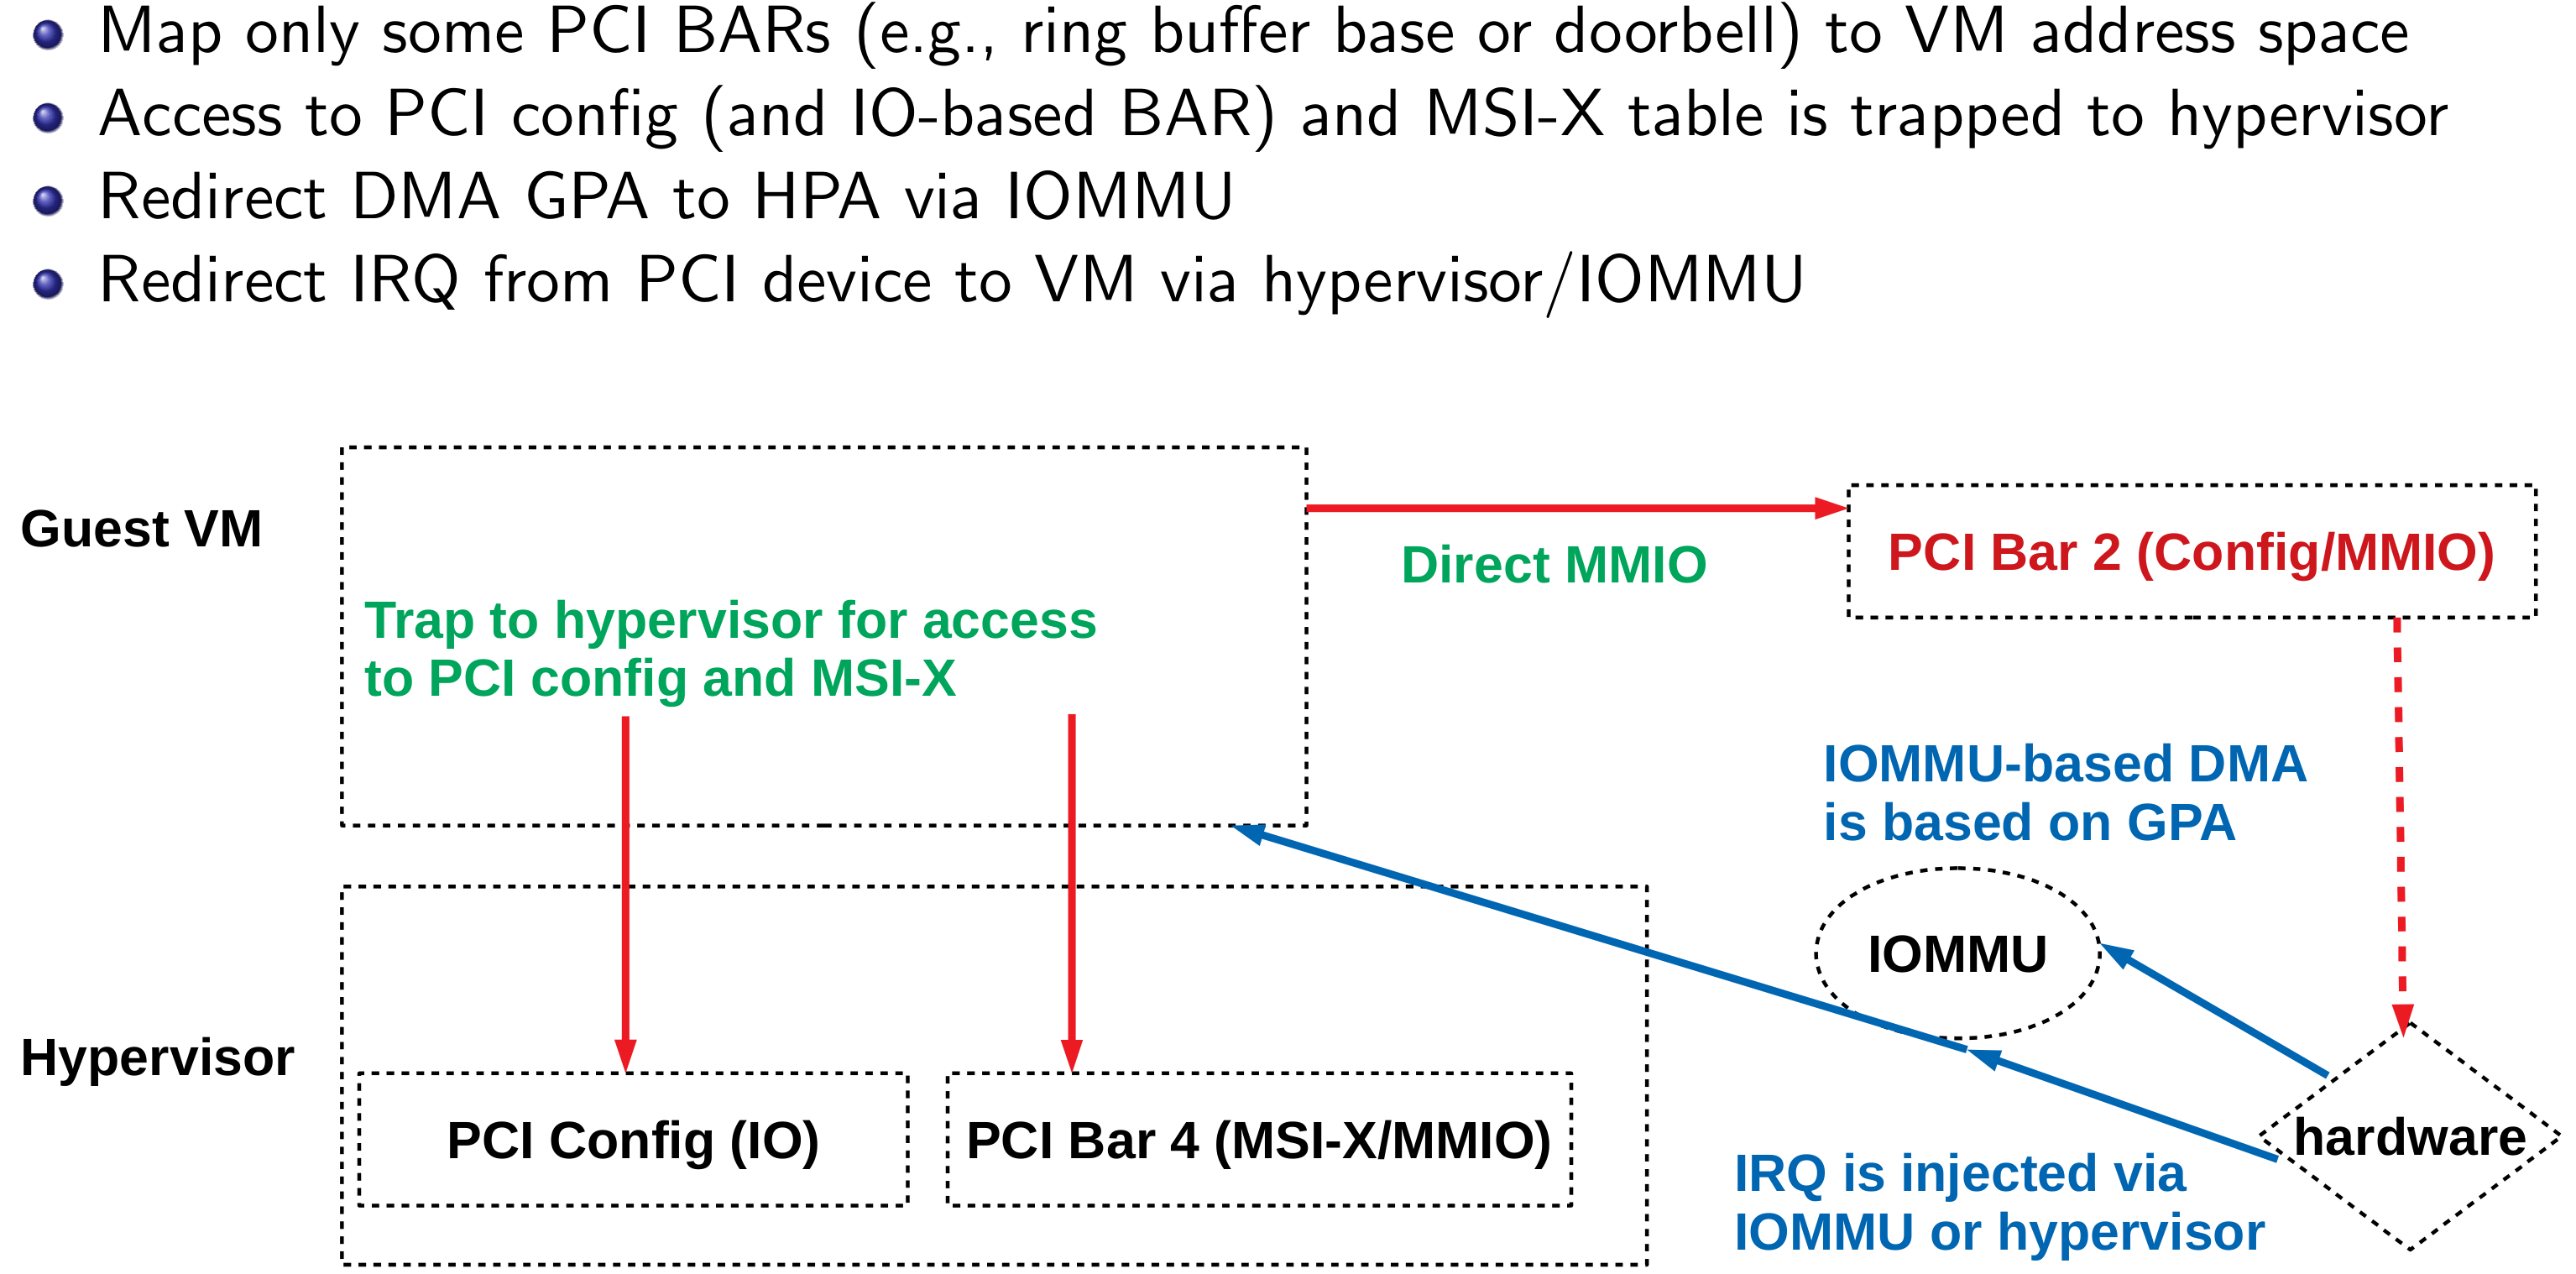 Map only some PCI BARs (e.g., ring buffer base or doorbell) to VM address space
Access to PCI config (and IO-based BAR) and MSI-X table is trapped to hypervisor
Redirect DMA GPA to HPA via IOMMU
Redirect IRQ from PCI device to VM via hypervisor/IOMMU
Guest VM
Direct MMIO
PCI Bar 2 (Config/MMIO)
Trap to hypervisor for access
to PCI config and MSI-X
IOMMU-based DMA
is based on GPA
IOMMU
Hypervisor
PCI Config (IO)
PCI Bar 4 (MSI-X/MMIO)
hardware
IRQ is injected via
IOMMU or hypervisor